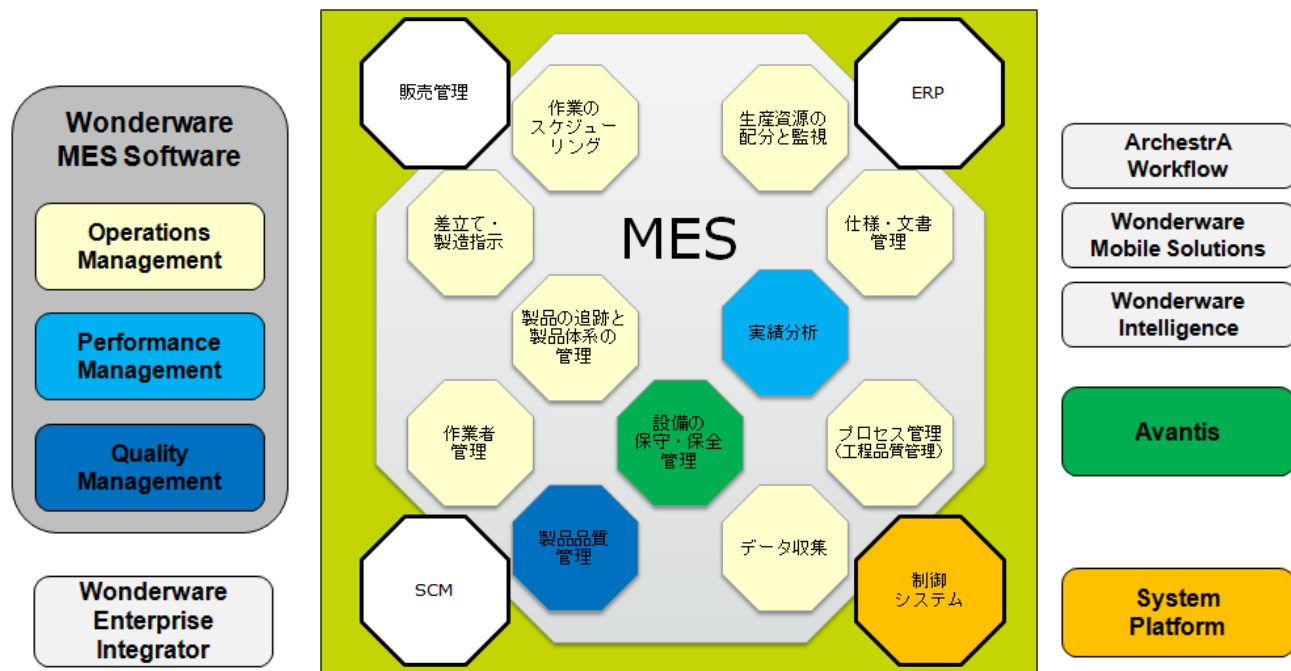 Wonderware
MES Software
Operations
Management
Performance
Management
Quality
Management
Wonderware
Enterprise
Integrator
販売管理
作業の
スケジュー
リング
生産資源の
配分と監視
ERP
差立て・
製造指示
MES
仕様・文書
管理
製品の追跡と
製品体系の
管理
実績分析
作業者
管理
設備の
保守・保全
管理
プロセス管理
(工程品質管理)
SCM
製品品質
管理
データ収集
制御
システム
ArchestrA
Workflow
Wonderware
Mobile Solutions
Wonderware
Intelligence
Avantis
System
Platform